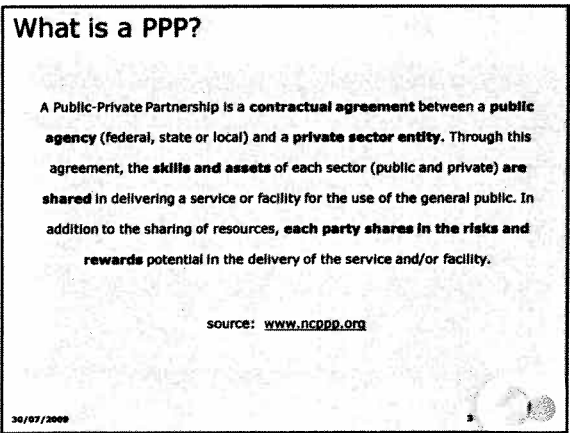 What is a PPP?
A Public-Private Partnership is a contractual agreement between a public
agency (federal, state or local) and a private sector entity. Through this
agreement, the skills and assets of each sector (public and private) are
shared in delivering a service or facility for the use of the general public. In
addition to the sharing of resources, each party shares in the risks and
rewards potential in the delivery of the service and/or facility.
source: www.ncppp.org
30/07/2009
3